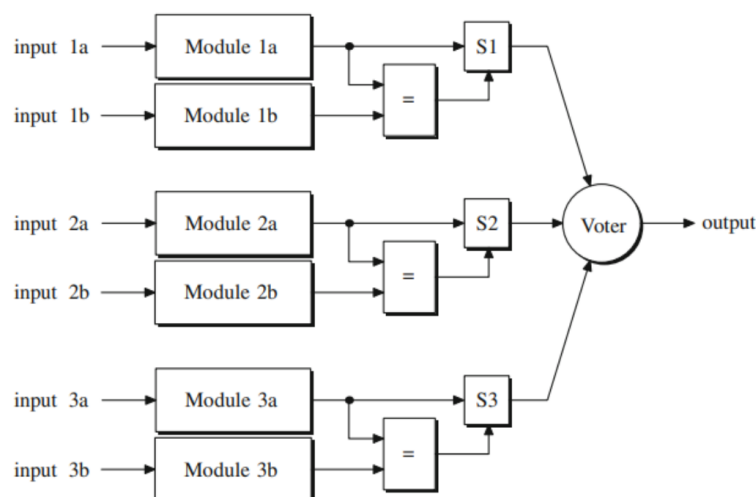 input 1a Module 1a S1
input 1b Module 1b =
input 2a Module 2a S2 Voter output
input 2b Module 2b =
input 3a Module 3a S3
input 3b Module 3b =